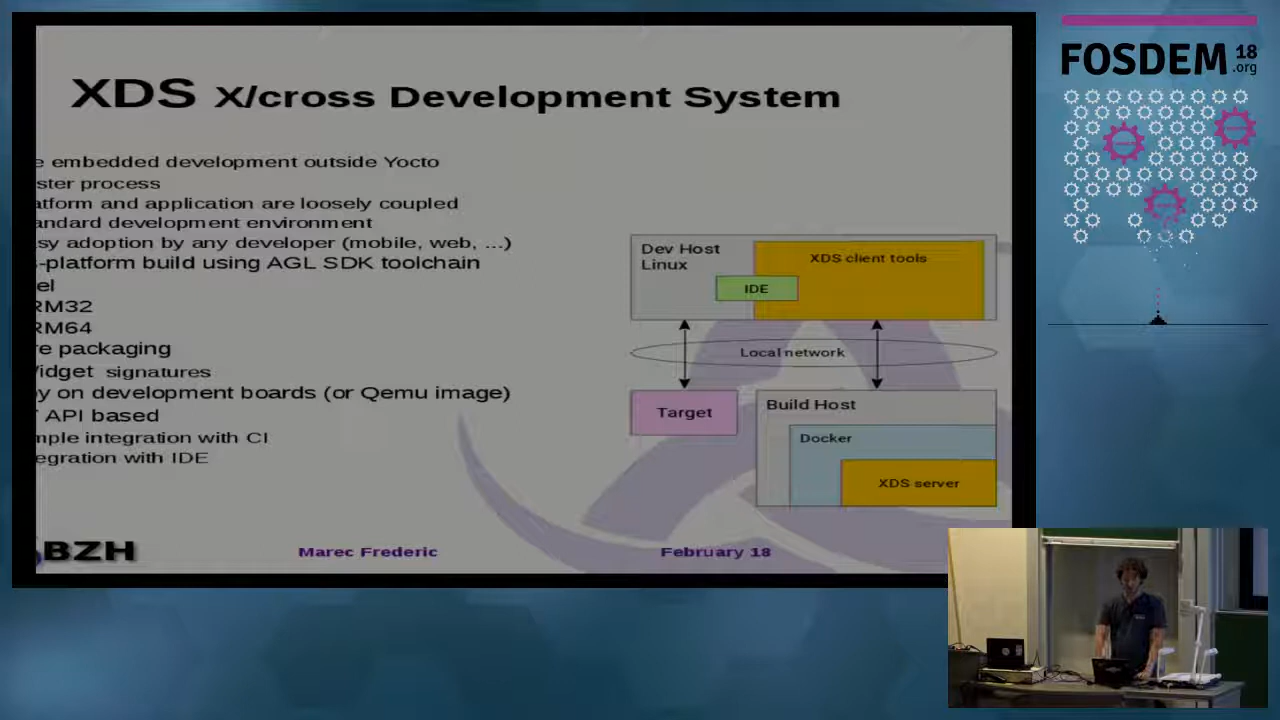 XDS X/cross Development System
e embedded development outside Yocto
ster process
atform and application are loosely coupled
andard development environment
asy adoption by any developer (mobile, web, ...)
-platform build using AGL SDK toolchain
el
RM32
RM64
re packaging
idget signatures
oy on development boards (or Qemu image)
API based
mple integration with CI
egration with IDE
Dev Host
Linux
XDS client tools
IDE
Local network
Target
Build Host
Docker
XDS server
BZH
Marec Frederic
February 18
FOSDEM 18
.org